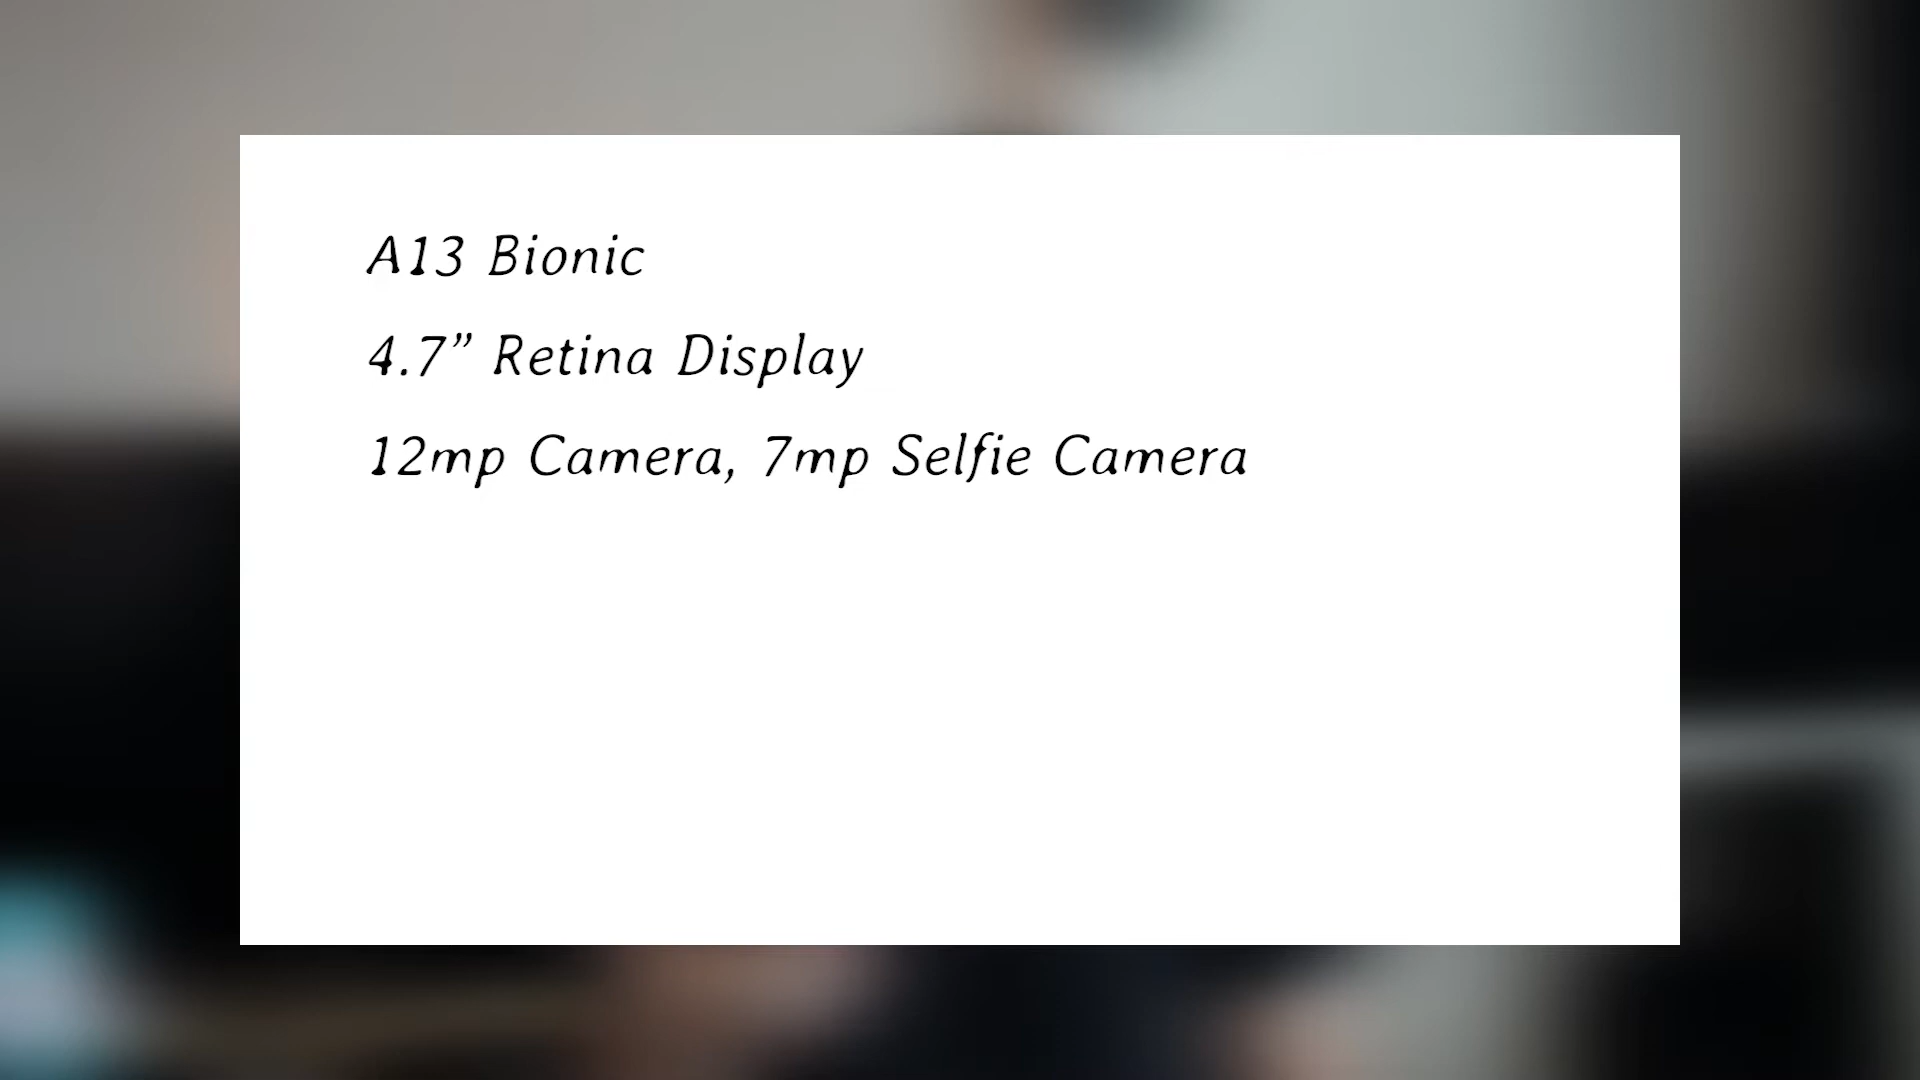 A13 Bionic
4.7” Retina Display
12mp Camera, 7mp Selfie Camera